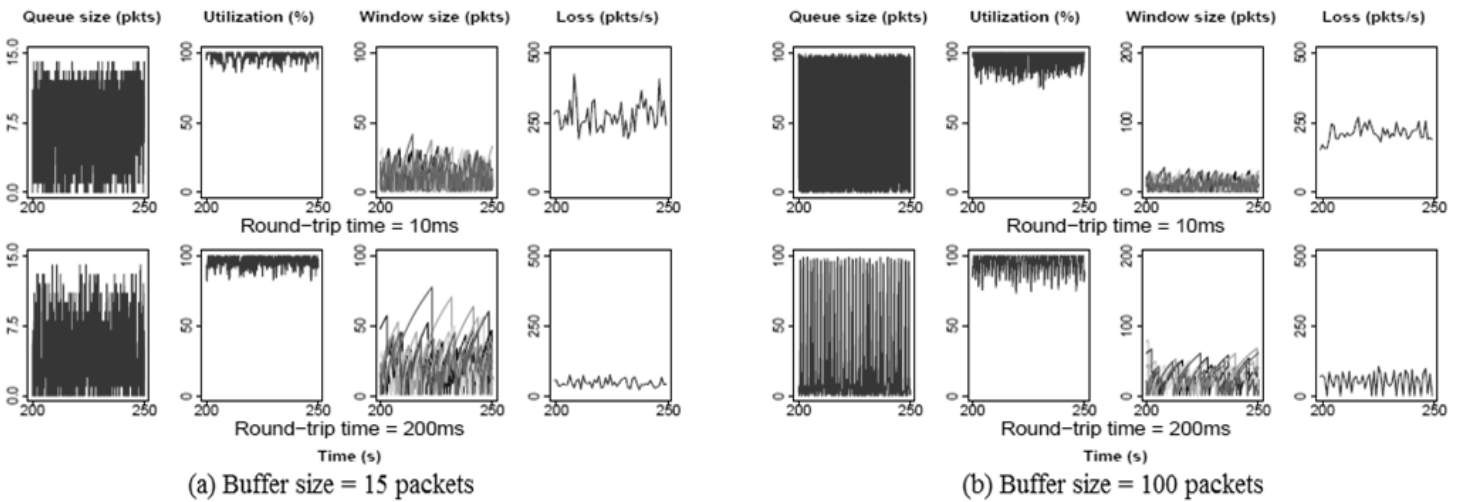 Queue size (pkts) Utilization (%) Window size (pkts) Loss (pkts/s)
15.0 7.5 0.0 200 250
100 50 0 200 250
100 50 0 200 250
500 250 0 200 250
Round-trip time = 10ms
15.0 7.5 0.0 200 250
100 50 0 200 250
100 50 0 200 250
500 250 0 200 250
Round-trip time = 200ms
Time (s)
(a) Buffer size = 15 packets
Queue size (pkts) Utilization (%) Window size (pkts) Loss (pkts/s)
100 50 0 200 250
100 50 0 200 250
200 100 0 200 250
500 250 0 200 250
Round-trip time = 10ms
100 50 0 200 250
100 50 0 200 250
200 100 0 200 250
500 250 0 200 250
Round-trip time = 200ms
Time (s)
(b) Buffer size = 100 packets